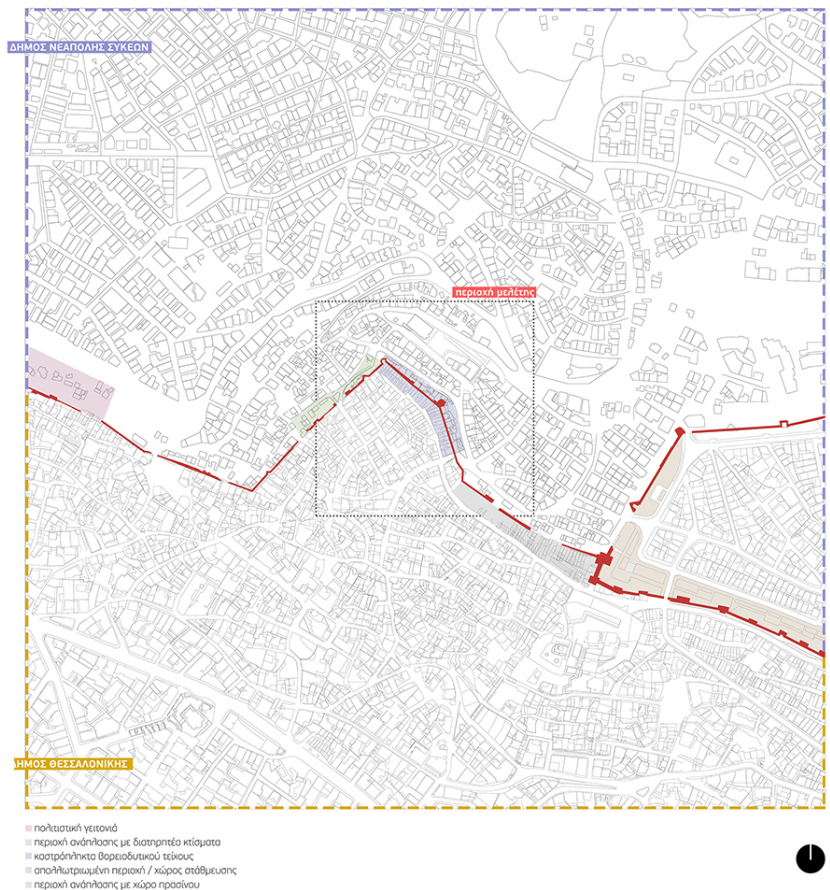 ΔΗΜΟΣ ΝΕΑΠΟΛΗΣ ΣΥΚΕΩΝ
περιοχή μελέτης
ΔΗΜΟΣ ΘΕΣΣΑΛΟΝΙΚΗΣ
πολιτιστική γειτονιά
περιοχή ανάπλασης με διατηρητέα κτίσματα
καστρόπληκτα βορειοδυτικού τείχους
απαλλοτριωμένη περιοχή / χώρος στάθμευσης
περιοχή ανάπλασης με χώρο πρασίνου